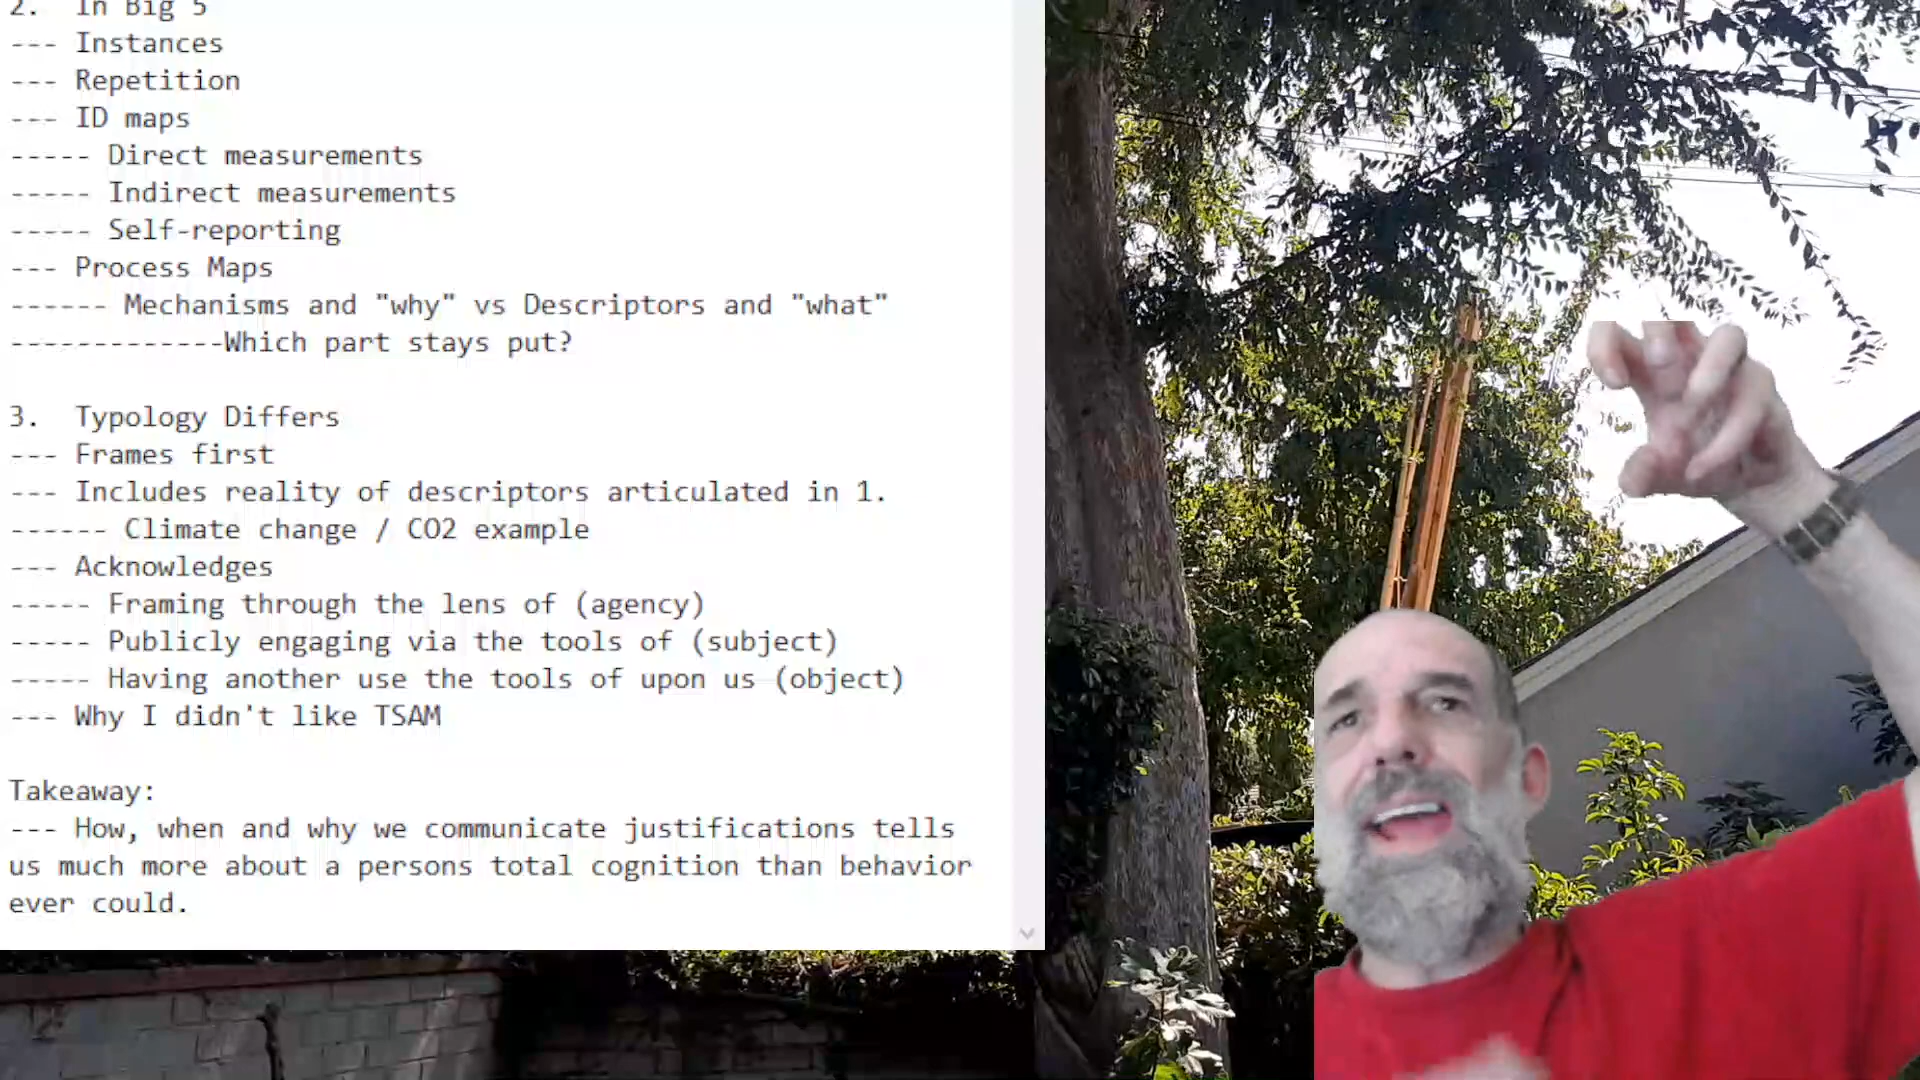 2.  In Big 5
--- Instances
--- Repetition
--- ID maps
----- Direct measurements
----- Indirect measurements
----- Self-reporting
--- Process Maps
------ Mechanisms and "why" vs Descriptors and "what"
-------------Which part stays put?
3.  Typology Differs
--- Frames first
--- Includes reality of descriptors articulated in 1.
------ Climate change / CO2 example
--- Acknowledges
----- Framing through the lens of (agency)
----- Publicly engaging via the tools of (subject)
----- Having another use the tools of upon us (object)
--- Why I didn't like TSAM
Takeaway:
--- How, when and why we communicate justifications tells
us much more about a persons total cognition than behavior
ever could.